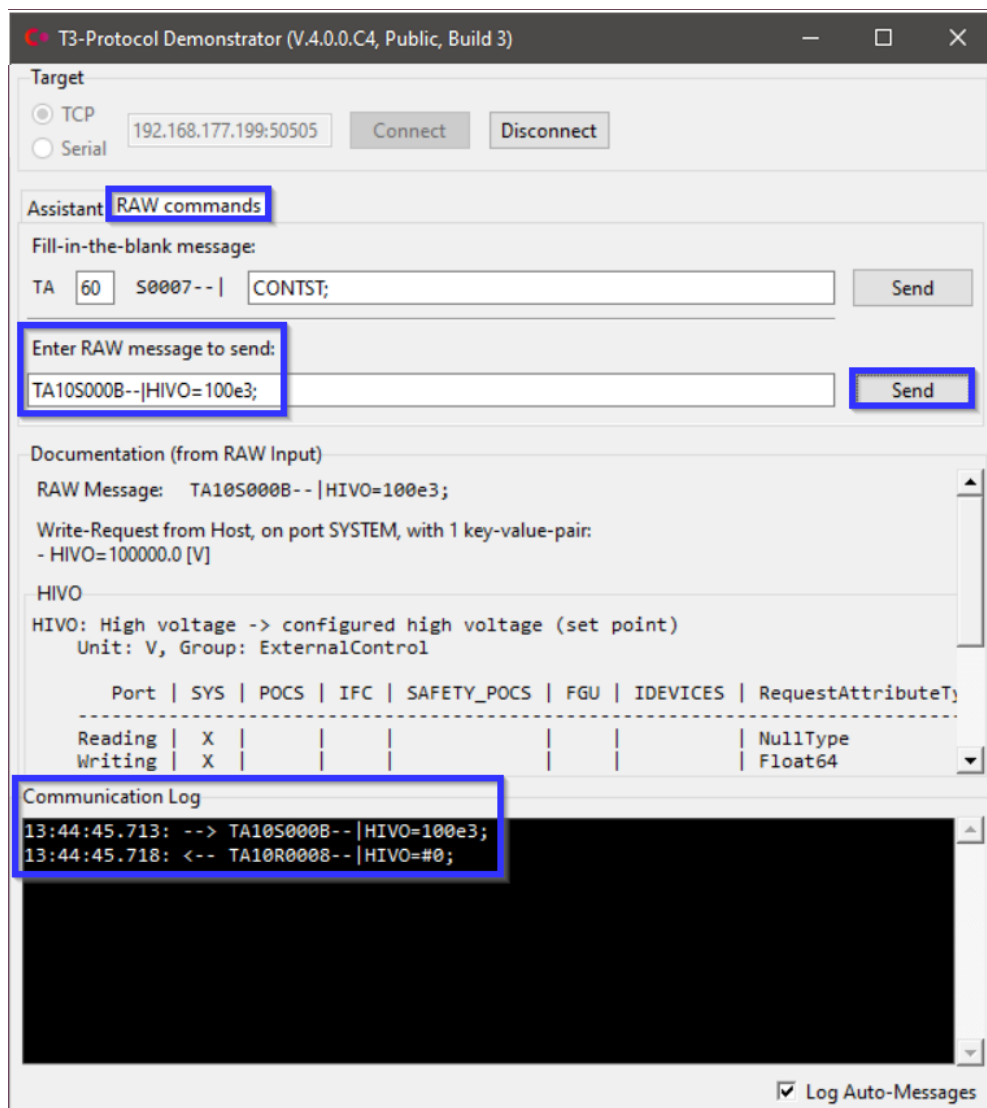 T3-Protocol Demonstrator (V.4.0.0.C4, Public, Build 3)
Target
TCP
Serial
192.168.177.199:50505
Connect
Disconnect
Assistant RAW commands
Fill-in-the-blank message:
TA 60 S0007--| CONTST; Send
Enter RAW message to send:
TA10S000B--|HIVO=100e3; Send
Documentation (from RAW Input)
RAW Message: TA10S000B--|HIVO=100e3;
Write-Request from Host, on port SYSTEM, with 1 key-value-pair:
- HIVO=100000.0 [V]
HIVO
HIVO: High voltage -> configured high voltage (set point)
Unit: V, Group: ExternalControl
Port | SYS | POCS | IFC | SAFETY_POCS | FGU | IDEVICES | RequestAttributeTy
--------------------------------------------------------------------------------
Reading | X | | | | | | NullType
Writing | X | | | | | | Float64
Communication Log
13:44:45.713: --> TA10S000B--|HIVO=100e3;
13:44:45.718: <-- TA10R0008--|HIVO=#0;
Log Auto-Messages